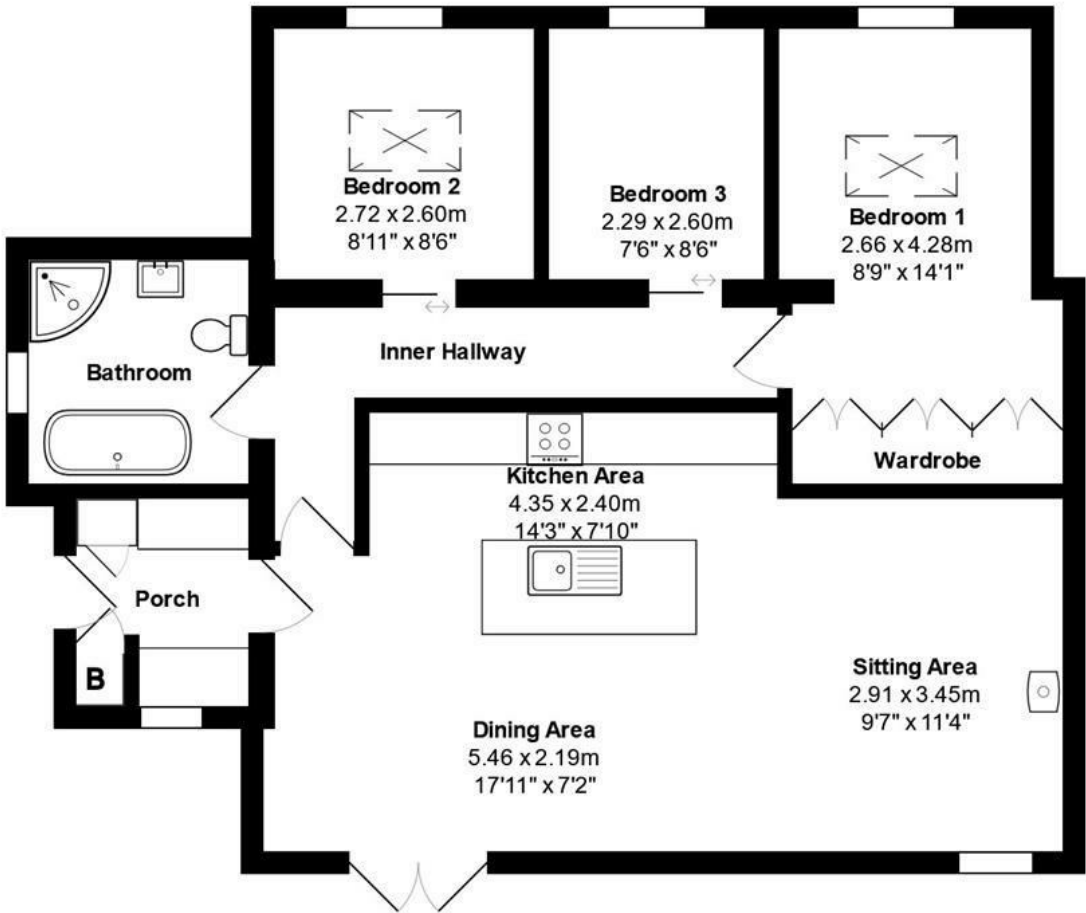 Bedroom 2
2.72 x 2.60m
8'11" x 8'6"
Bedroom 3
2.29 x 2.60m
7'6" x 8'6"
Bedroom 1
2.66 x 4.28m
8'9" x 14'1"
Inner Hallway
Bathroom
Wardrobe
Kitchen Area
4.35 x 2.40m
14'3" x 7'10"
Porch
B
Sitting Area
2.91 x 3.45m
9'7" x 11'4"
Dining Area
5.46 x 2.19m
17'11" x 7'2"